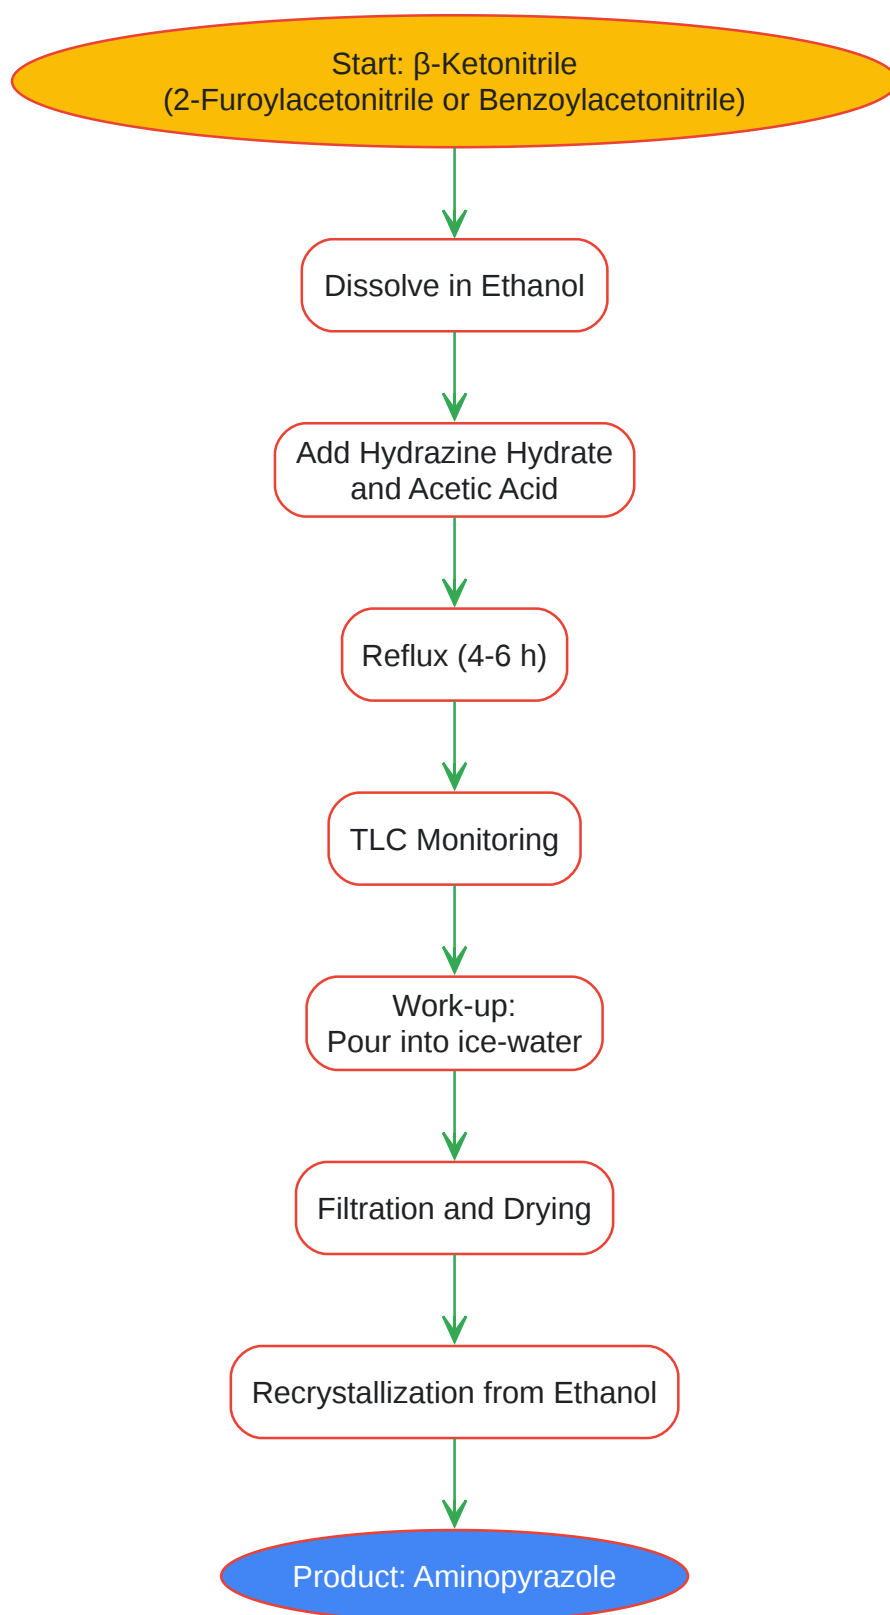 Start: β-Ketonitrile
(2-Furoylacetonitrile or Benzoylacetonitrile)
Dissolve in Ethanol
Add Hydrazine Hydrate
and Acetic Acid
Reflux (4-6 h)
TLC Monitoring
Work-up:
Pour into ice-water
Filtration and Drying
Recrystallization from Ethanol
Product: Aminopyrazole